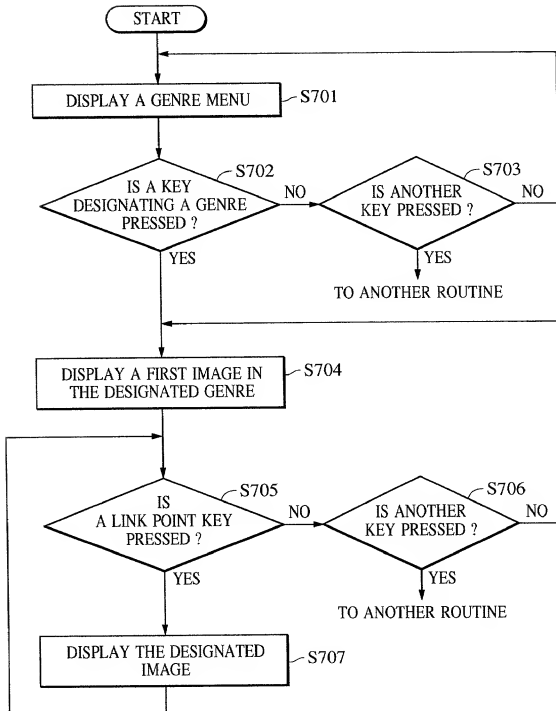 START
DISPLAY A GENRE MENU
S701
S702
IS A KEY
DESIGNATING A GENRE
PRESSED ?
NO
YES
S703
IS ANOTHER
KEY PRESSED ?
NO
YES
TO ANOTHER ROUTINE
DISPLAY A FIRST IMAGE IN
THE DESIGNATED GENRE
S704
S705
IS
A LINK POINT KEY
PRESSED ?
NO
YES
S706
IS ANOTHER
KEY PRESSED ?
NO
YES
TO ANOTHER ROUTINE
DISPLAY THE DESIGNATED
IMAGE
S707